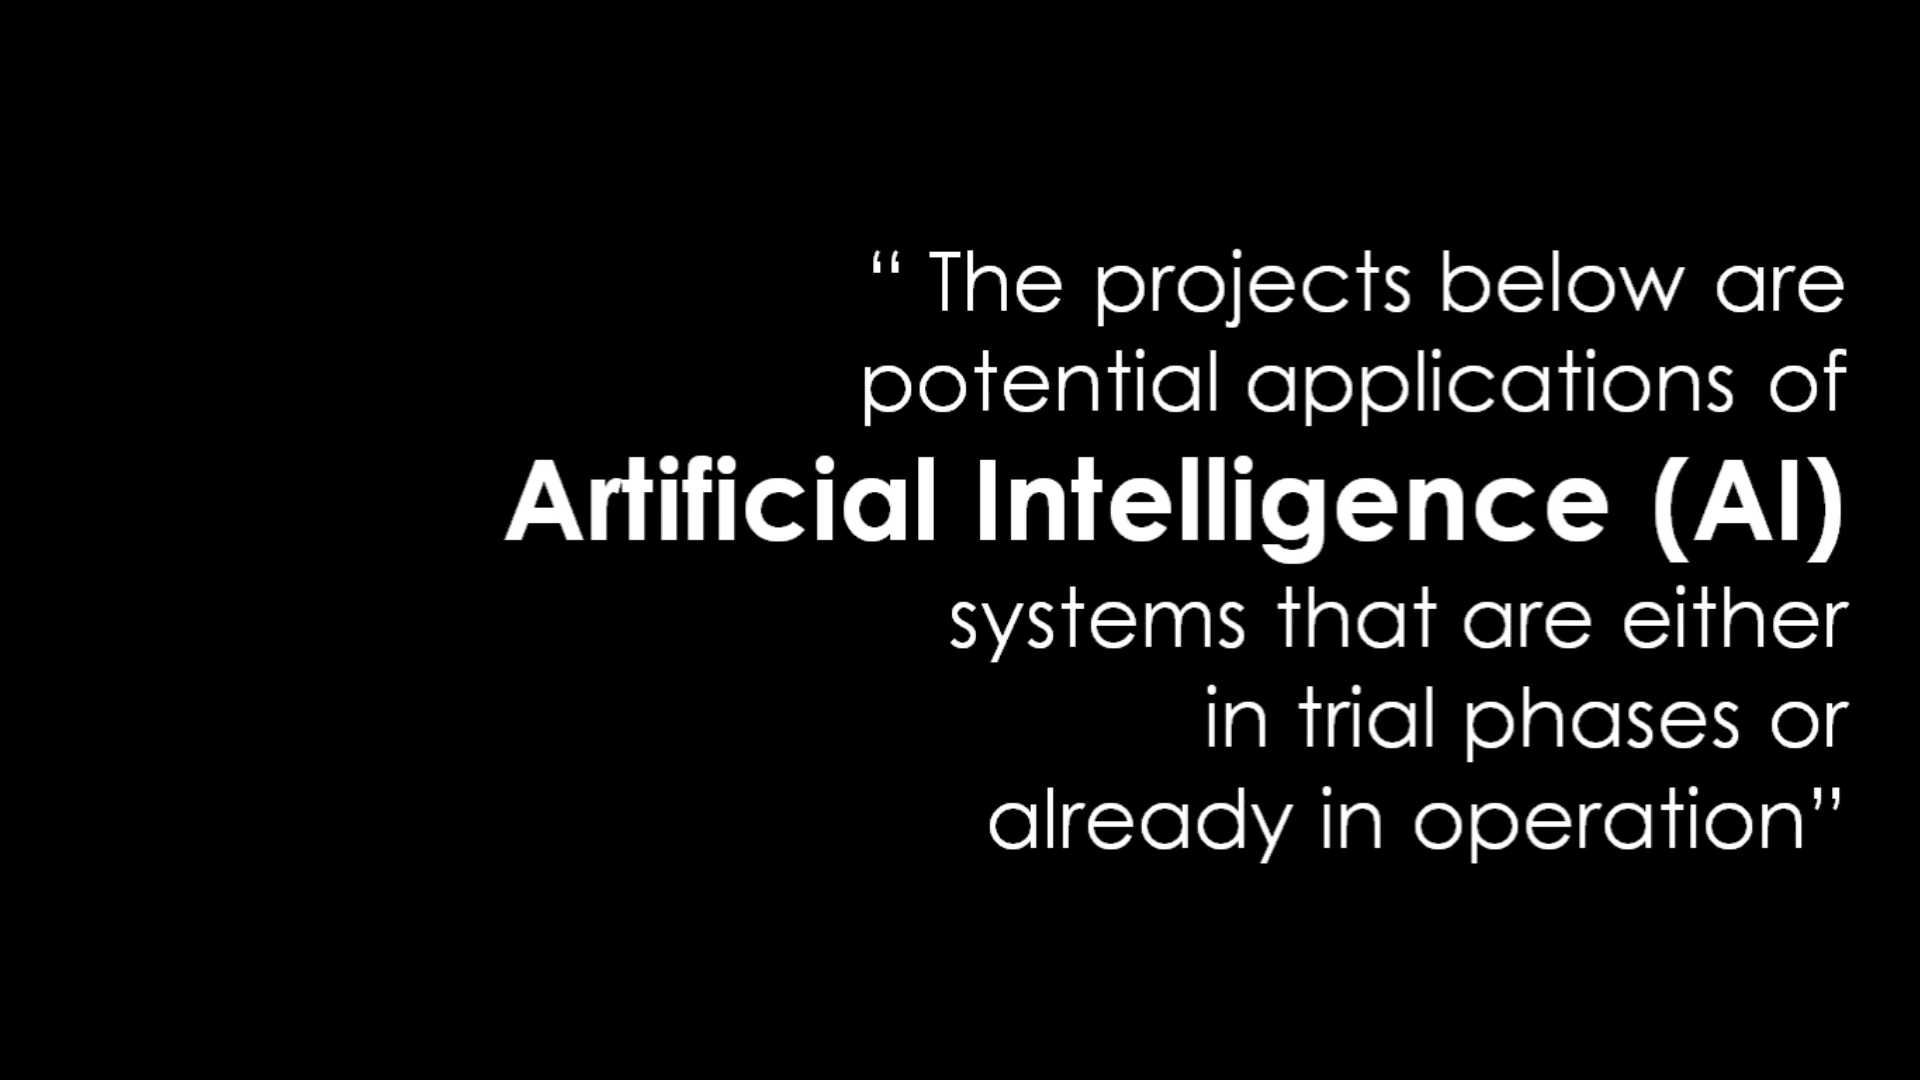 “ The projects below are
potential applications of
Artificial Intelligence (AI)
systems that are either
in trial phases or
already in operation”